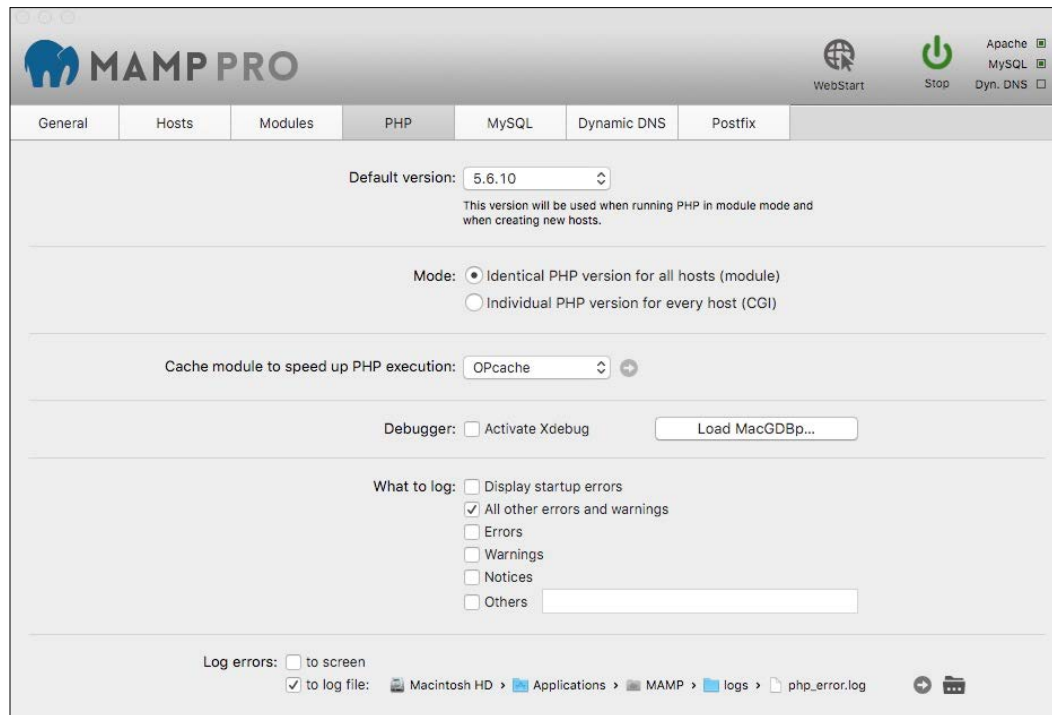 MAMP PRO
WebStart
Stop
Apache
MySQL
Dyn. DNS
General Hosts Modules PHP MySQL Dynamic DNS Postfix
Default version: 5.6.10
This version will be used when running PHP in module mode and
when creating new hosts.
Mode: Identical PHP version for all hosts (module)
Individual PHP version for every host (CGI)
Cache module to speed up PHP execution: OPcache
Debugger: Activate Xdebug Load MacGDBp...
What to log: Display startup errors
All other errors and warnings
Errors
Warnings
Notices
Others
Log errors: to screen
to log file: Macintosh HD › Applications › MAMP › logs › php_error.log